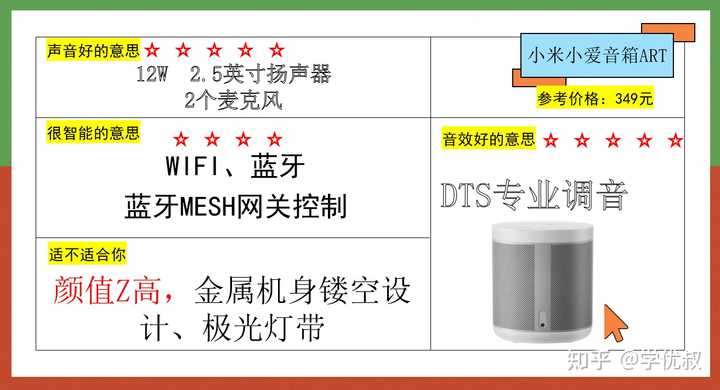 声音好的意思 ☆ ☆ ☆ ☆ ☆
12W 2.5英寸扬声器
2个麦克风
小米小爱音箱ART
参考价格：349元
很智能的意思 ☆ ☆ ☆ ☆
WIFI、蓝牙
蓝牙MESH网关控制
音效好的意思 ☆ ☆ ☆ ☆ ☆
DTS专业调音
适不适合你
颜值Z高，金属机身镂空设
计、极光灯带
知乎 @学优叔